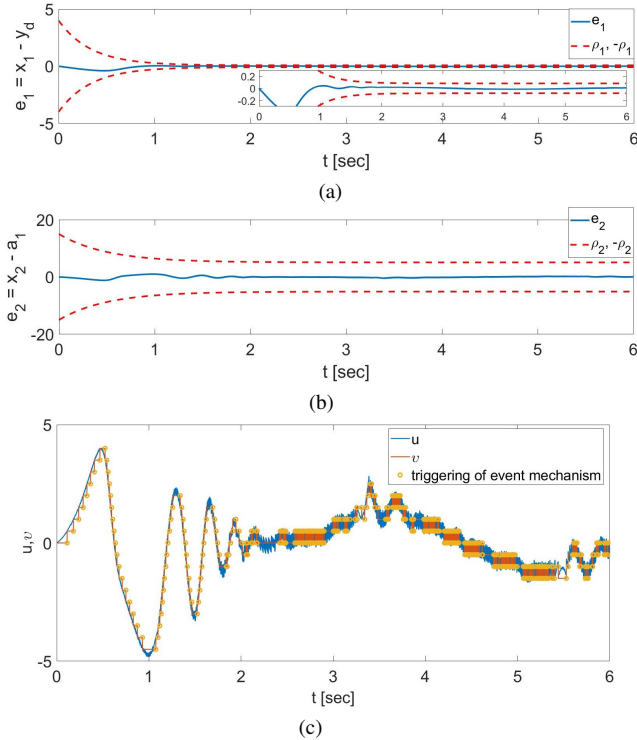 5
0
-5
e₁ = x₁ - y_d
e₁
ρ₁, -ρ₁
0.2
0
-0.2
0 1 2 3 4 5 6
0 1 2 3 4 5 6
t [sec]
(a)
20
0
-20
e₂ = x₂ - a₁
e₂
ρ₂, -ρ₂
0 1 2 3 4 5 6
t [sec]
(b)
5
0
-5
u,υ
u
υ
triggering of event mechanism
0 1 2 3 4 5 6
t [sec]
(c)